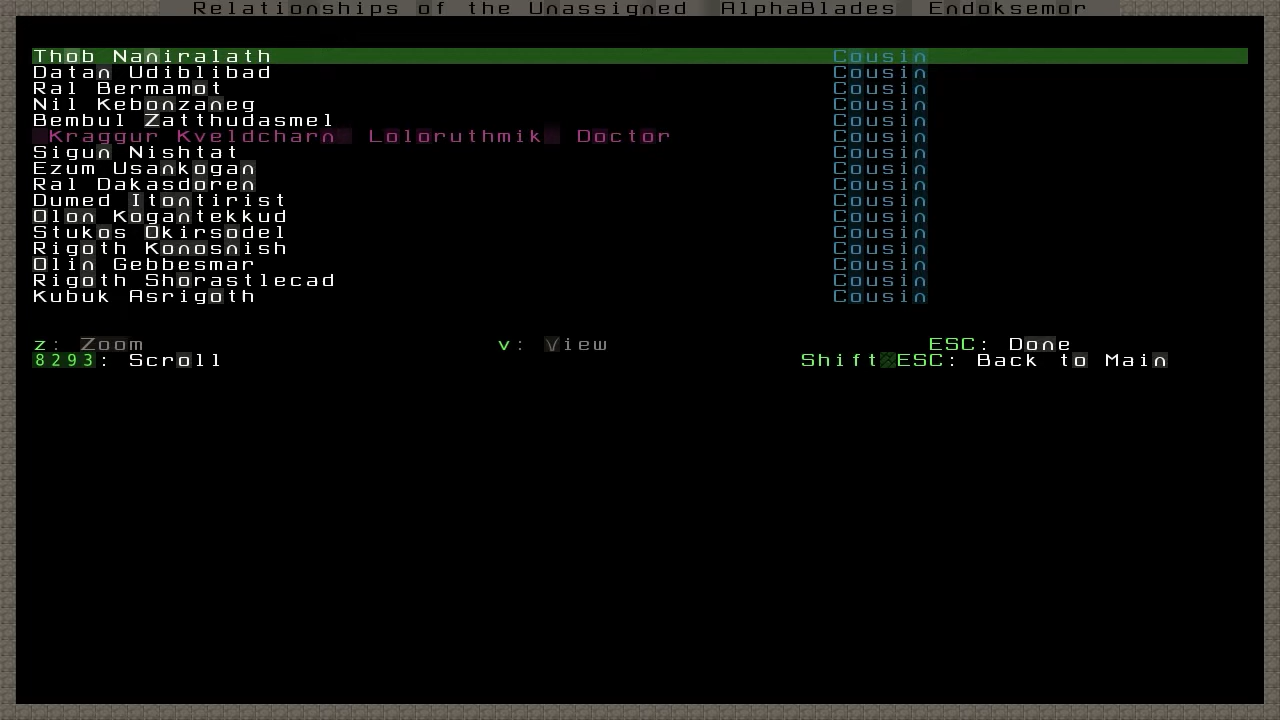 Relationships of the Unassigned AlphaBlades Endoksemor
Thob Naniralath Cousin
Datan Udiblibad Cousin
Ral Bermamot Cousin
Nil Kebonzaneg Cousin
Bembul Zatthudasmel Cousin
Kraggur Kveldcharn Loloruthmik Doctor Cousin
Sigun Nishtat Cousin
Ezum Usankogan Cousin
Ral Dakasdoren Cousin
Dumed Itontirist Cousin
Olon Kogantekkud Cousin
Stukos Okirsodel Cousin
Rigoth Konosnish Cousin
Olin Gebbesmar Cousin
Rigoth Shorastlecad Cousin
Kubuk Asrigoth Cousin
z: Zoom v: View ESC: Done
8293: Scroll Shift ESC: Back to Main